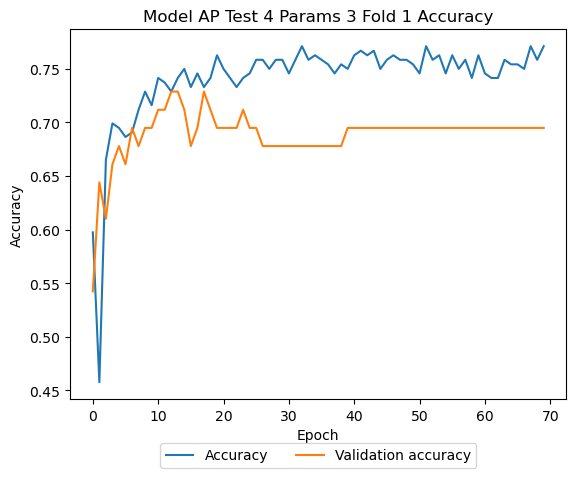 Model AP Test 4 Params 3 Fold 1 Accuracy
Accuracy
0.75
0.70
0.65
0.60
0.55
0.50
0.45
0 10 20 30 40 50 60 70
Epoch
Accuracy Validation accuracy